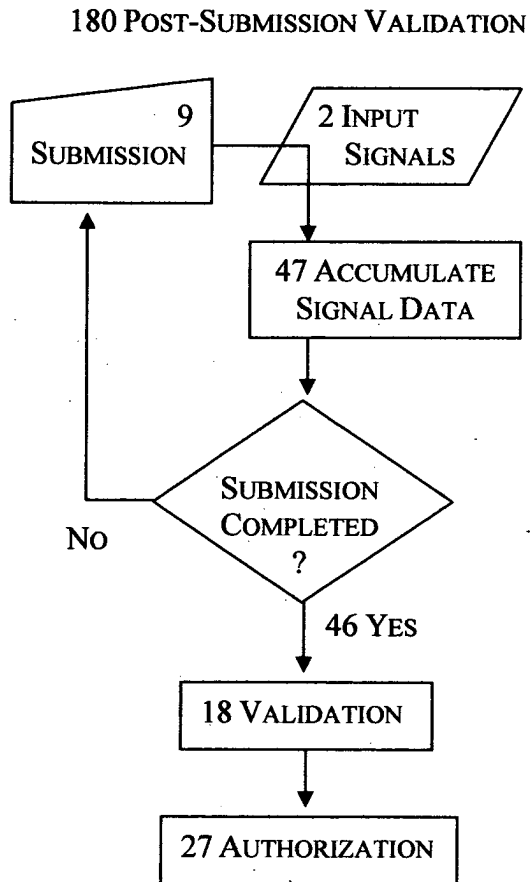 180 POST-SUBMISSION VALIDATION
9
SUBMISSION
2 INPUT
SIGNALS
47 ACCUMULATE
SIGNAL DATA
SUBMISSION
COMPLETED
?
NO
46 YES
18 VALIDATION
27 AUTHORIZATION